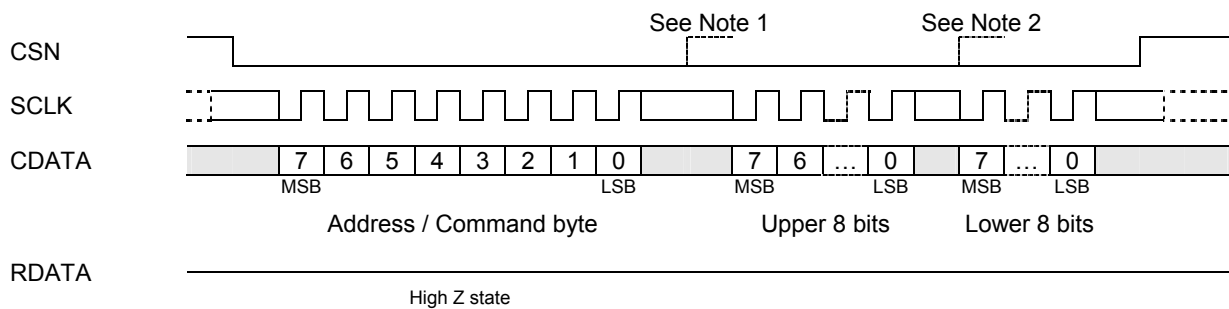 See Note 1 See Note 2
CSN
SCLK
CDATA 7 6 5 4 3 2 1 0 7 6 ... 0 7 ... 0
MSB LSB MSB LSB MSB LSB
Address / Command byte Upper 8 bits Lower 8 bits
RDATA
High Z state